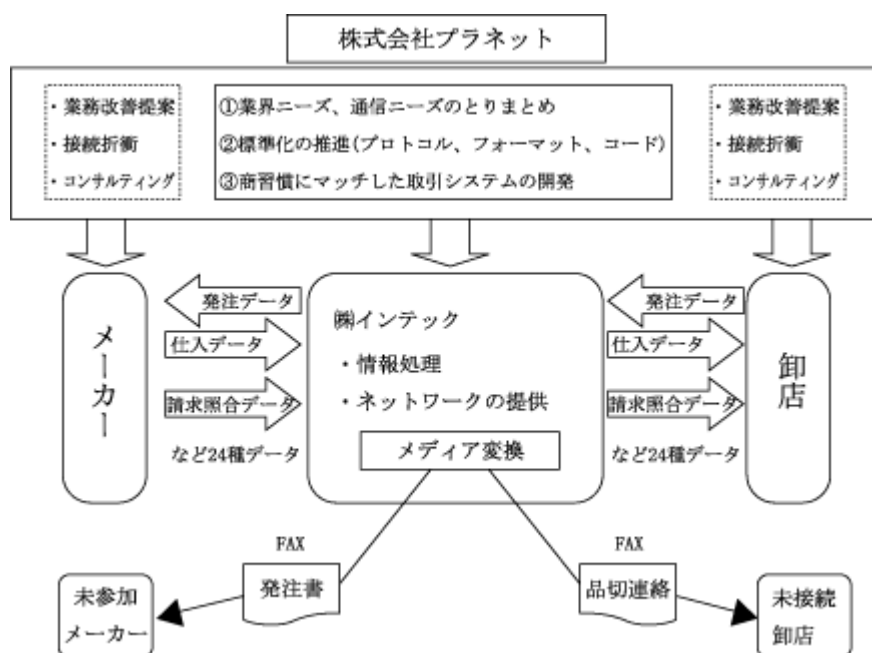 株式会社プラネット
・業務改善提案
・接続折衝
・コンサルティング
①業界ニーズ、通信ニーズのとりまとめ
②標準化の推進(プロトコル、フォーマット、コード)
③商習慣にマッチした取引システムの開発
・業務改善提案
・接続折衝
・コンサルティング
メーカー
発注データ
仕入データ
請求照合データ
など24種データ
㈱インテック
・情報処理
・ネットワークの提供
メディア変換
発注データ
仕入データ
請求照合データ
など24種データ
卸店
FAX
発注書
FAX
品切連絡
未参加
メーカー
未接続
卸店